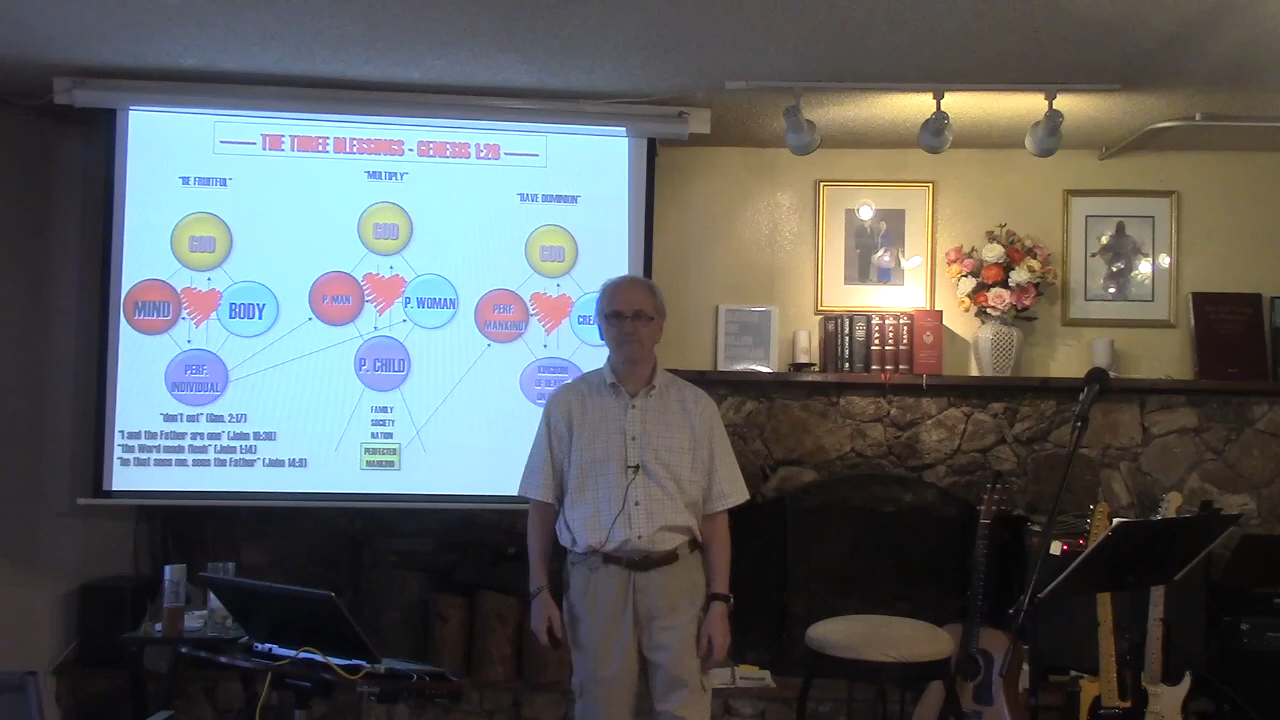 THE THREE BLESSINGS - GENESIS 1:28
"BE FRUITFUL"
"MULTIPLY"
"HAVE DOMINION"
GOD
GOD
GOD
MIND
BODY
P. MAN
P. WOMAN
PERF.
MANKIND
CREA
PERF.
INDIVIDUAL
P. CHILD
KINGDOM
FAMILY
SOCIETY
NATION
PERFECTED
MANKIND
"don't eat" (Gen. 2:17)
"I and the Father are one" (John 10:30)
"the Word made flesh" (John 1:14)
"he that sees me, sees the Father" (John 14:9)